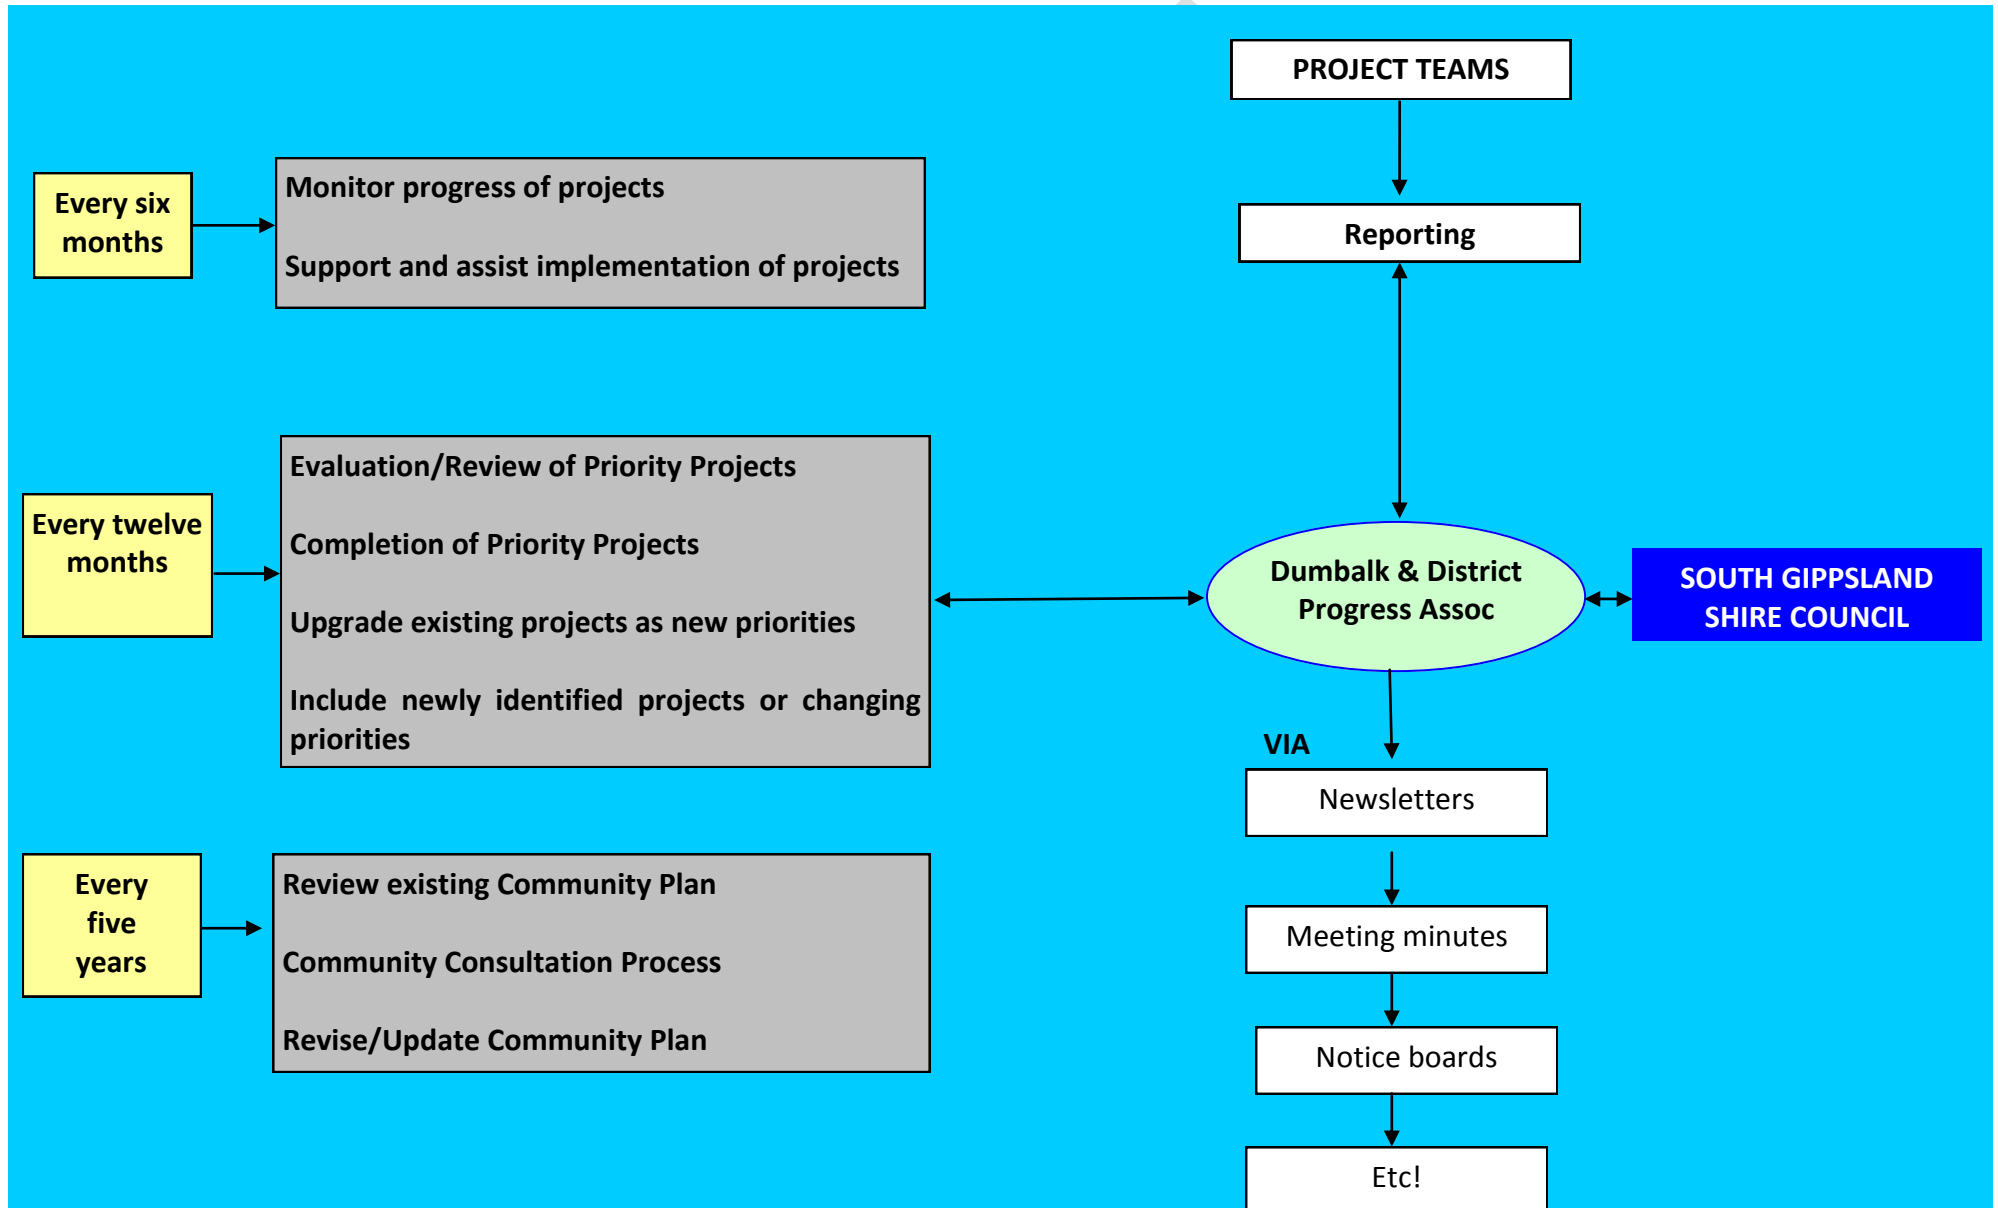 PROJECT TEAMS
Reporting
Every six
months
Monitor progress of projects
Support and assist implementation of projects
Every twelve
months
Evaluation/Review of Priority Projects
Completion of Priority Projects
Upgrade existing projects as new priorities
Include newly identified projects or changing
priorities
Dumbalk & District
Progress Assoc
SOUTH GIPPSLAND
SHIRE COUNCIL
VIA
Newsletters
Every
five
years
Review existing Community Plan
Community Consultation Process
Revise/Update Community Plan
Meeting minutes
Notice boards
Etc!